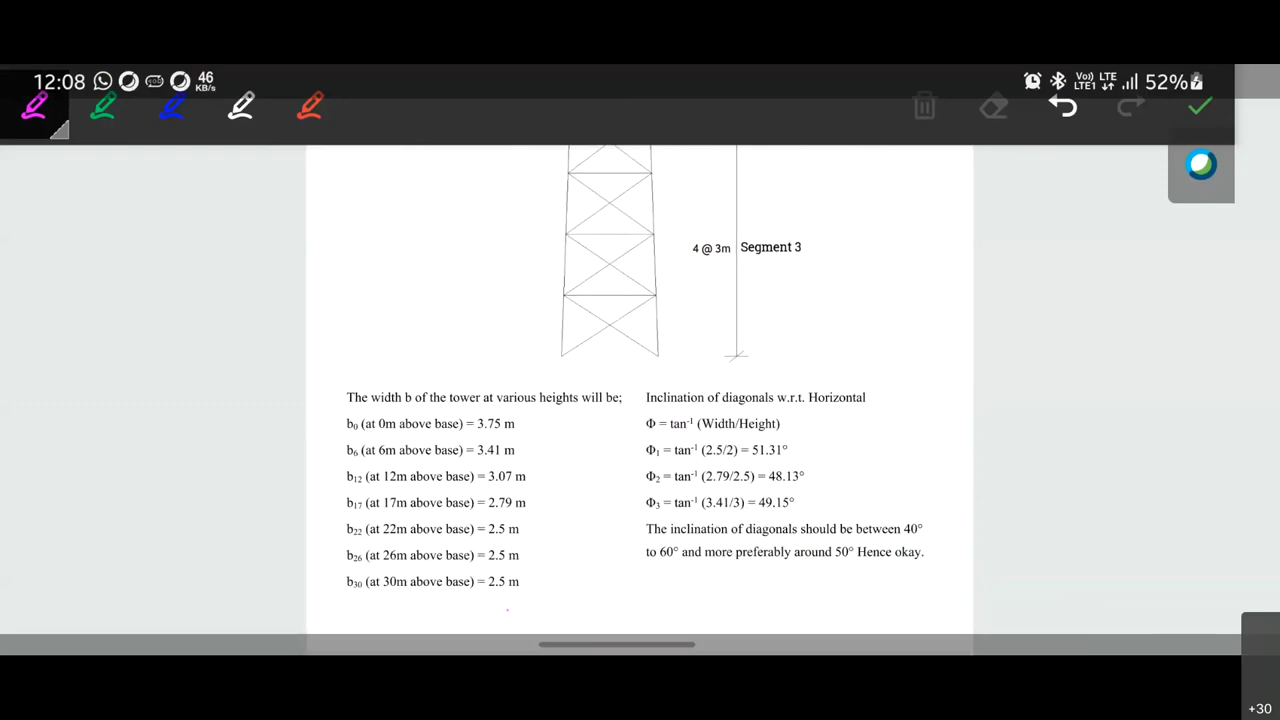 12:08
46
KB/s
Vo)) LTE
LTE1
52%
4 @ 3m
Segment 3
The width b of the tower at various heights will be;
b₀ (at 0m above base) = 3.75 m
b₆ (at 6m above base) = 3.41 m
b₁₂ (at 12m above base) = 3.07 m
b₁₇ (at 17m above base) = 2.79 m
b₂₂ (at 22m above base) = 2.5 m
b₂₆ (at 26m above base) = 2.5 m
b₃₀ (at 30m above base) = 2.5 m
Inclination of diagonals w.r.t. Horizontal
Φ = tan⁻¹ (Width/Height)
Φ₁ = tan⁻¹ (2.5/2) = 51.31°
Φ₂ = tan⁻¹ (2.79/2.5) = 48.13°
Φ₃ = tan⁻¹ (3.41/3) = 49.15°
The inclination of diagonals should be between 40°
to 60° and more preferably around 50° Hence okay.
+30